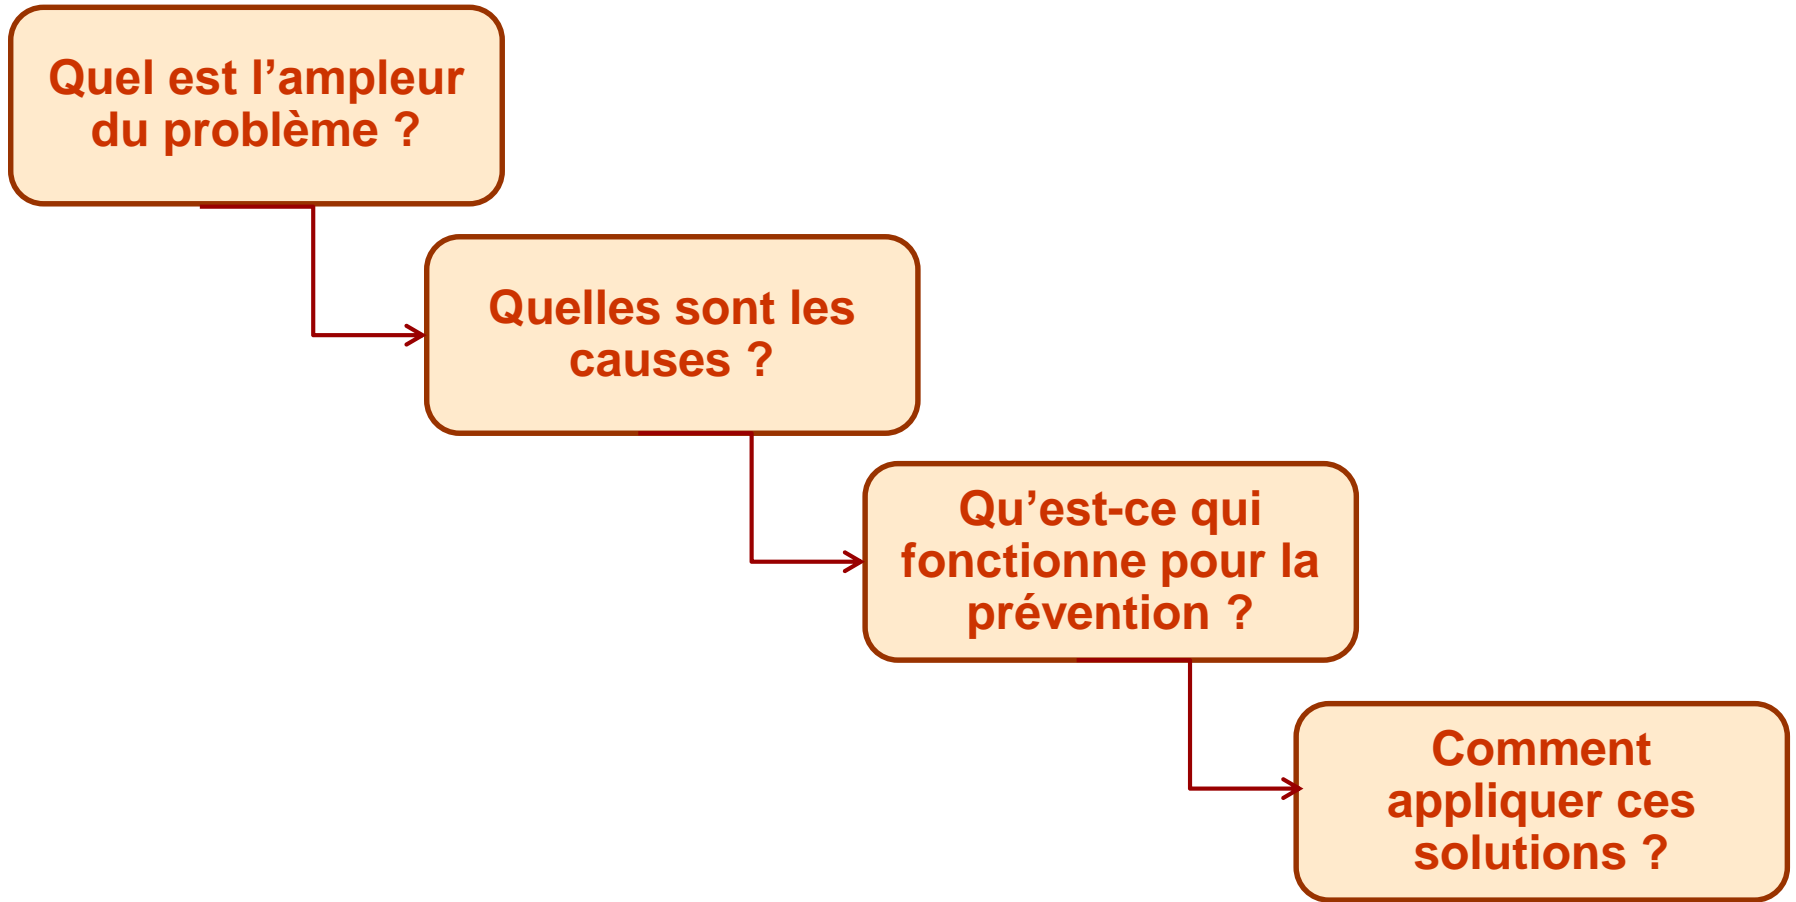 Quel est l’ampleur
du problème ?
Quelles sont les
causes ?
Qu’est-ce qui
fonctionne pour la
prévention ?
Comment
appliquer ces
solutions ?